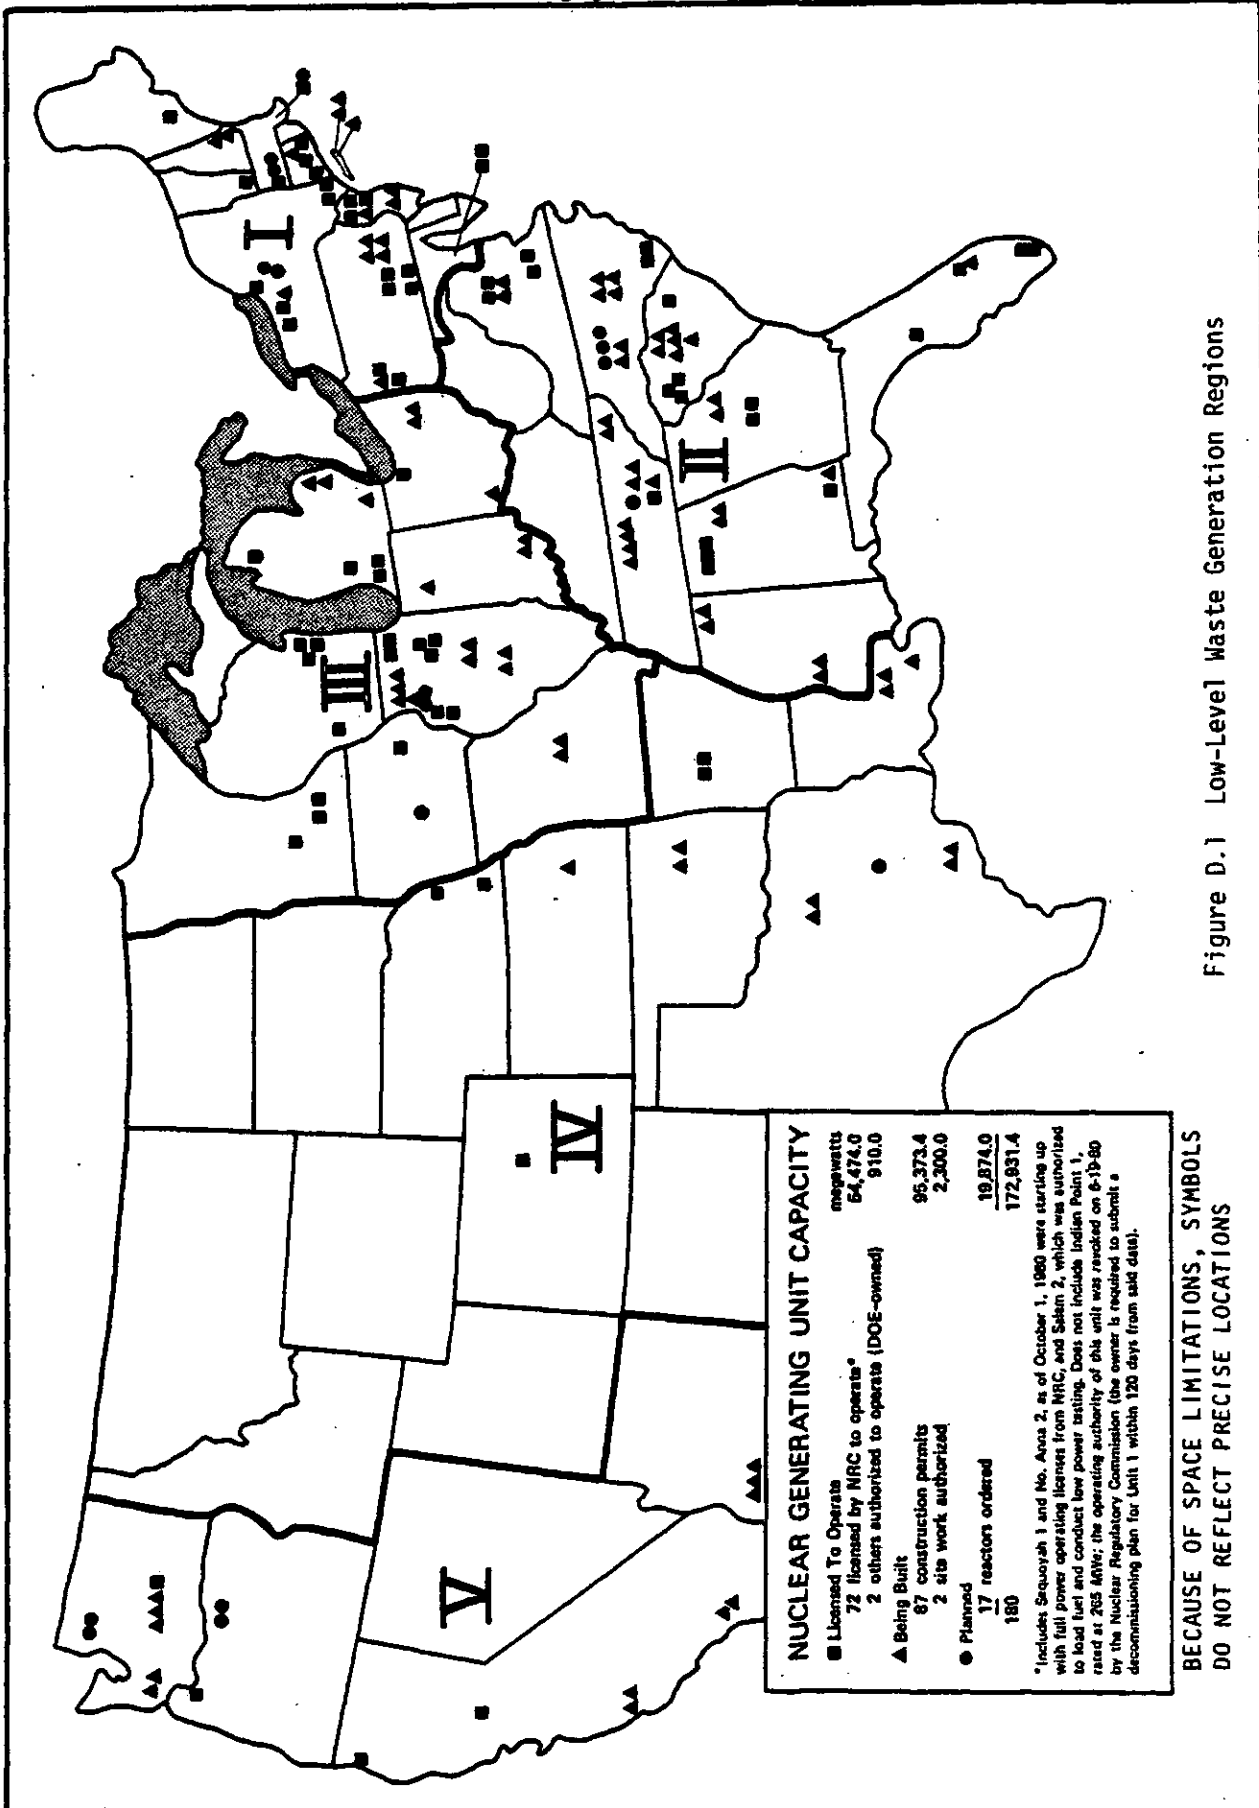 I
II
III
IV
V
NUCLEAR GENERATING UNIT CAPACITY
megawatts
■ Licensed To Operate
72 licensed by NRC to operate* 54,474.0
2 others authorized to operate (DOE-owned) 910.0
▲ Being Built
87 construction permits 95,373.4
2 site work authorized 2,300.0
● Planned
17 reactors ordered 19,874.0
180 172,931.4
*Includes Sequoyah 1 and No. Anna 2, as of October 1, 1980 were starting up
with full power operating licenses from NRC, and Salem 2, which was authorized
to load fuel and conduct low power testing. Does not include Indian Point 1,
rated at 265 MWe; the operating authority of this unit was revoked on 6-19-80
by the Nuclear Regulatory Commission (the owner is required to submit a
decommissioning plan for Unit 1 within 120 days from said date).
BECAUSE OF SPACE LIMITATIONS, SYMBOLS
DO NOT REFLECT PRECISE LOCATIONS
Figure D.1 Low-Level Waste Generation Regions